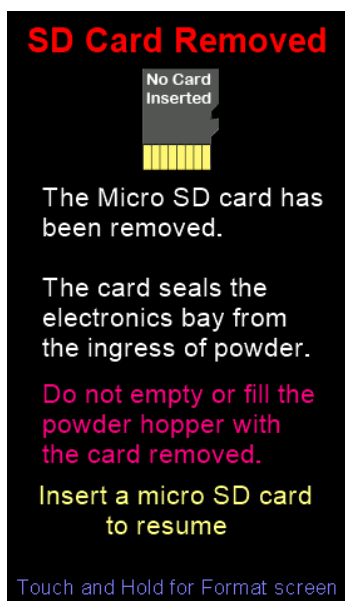 SD Card Removed
No Card
Inserted
The Micro SD card has
been removed.
The card seals the
electronics bay from
the ingress of powder.
Do not empty or fill the
powder hopper with
the card removed.
Insert a micro SD card
to resume
Touch and Hold for Format screen